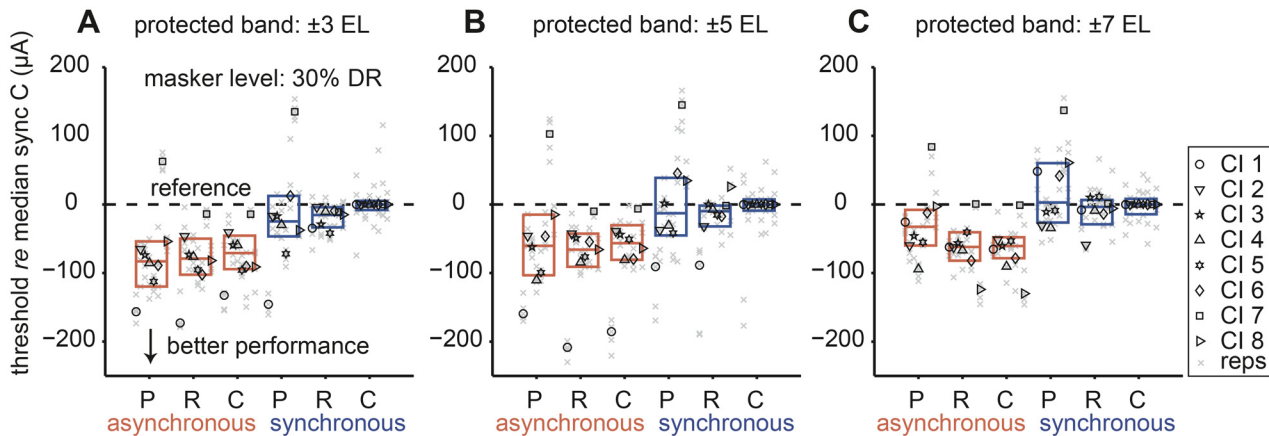 A protected band: ±3 EL
B protected band: ±5 EL
C protected band: ±7 EL
threshold re median sync C (μA)
200
100
0
−100
−200
masker level: 30% DR
reference
better performance
P R C P R C
asynchronous synchronous
200
100
0
−100
−200
P R C P R C
asynchronous synchronous
200
100
0
−100
−200
P R C P R C
asynchronous synchronous
CI 1
CI 2
CI 3
CI 4
CI 5
CI 6
CI 7
CI 8
reps